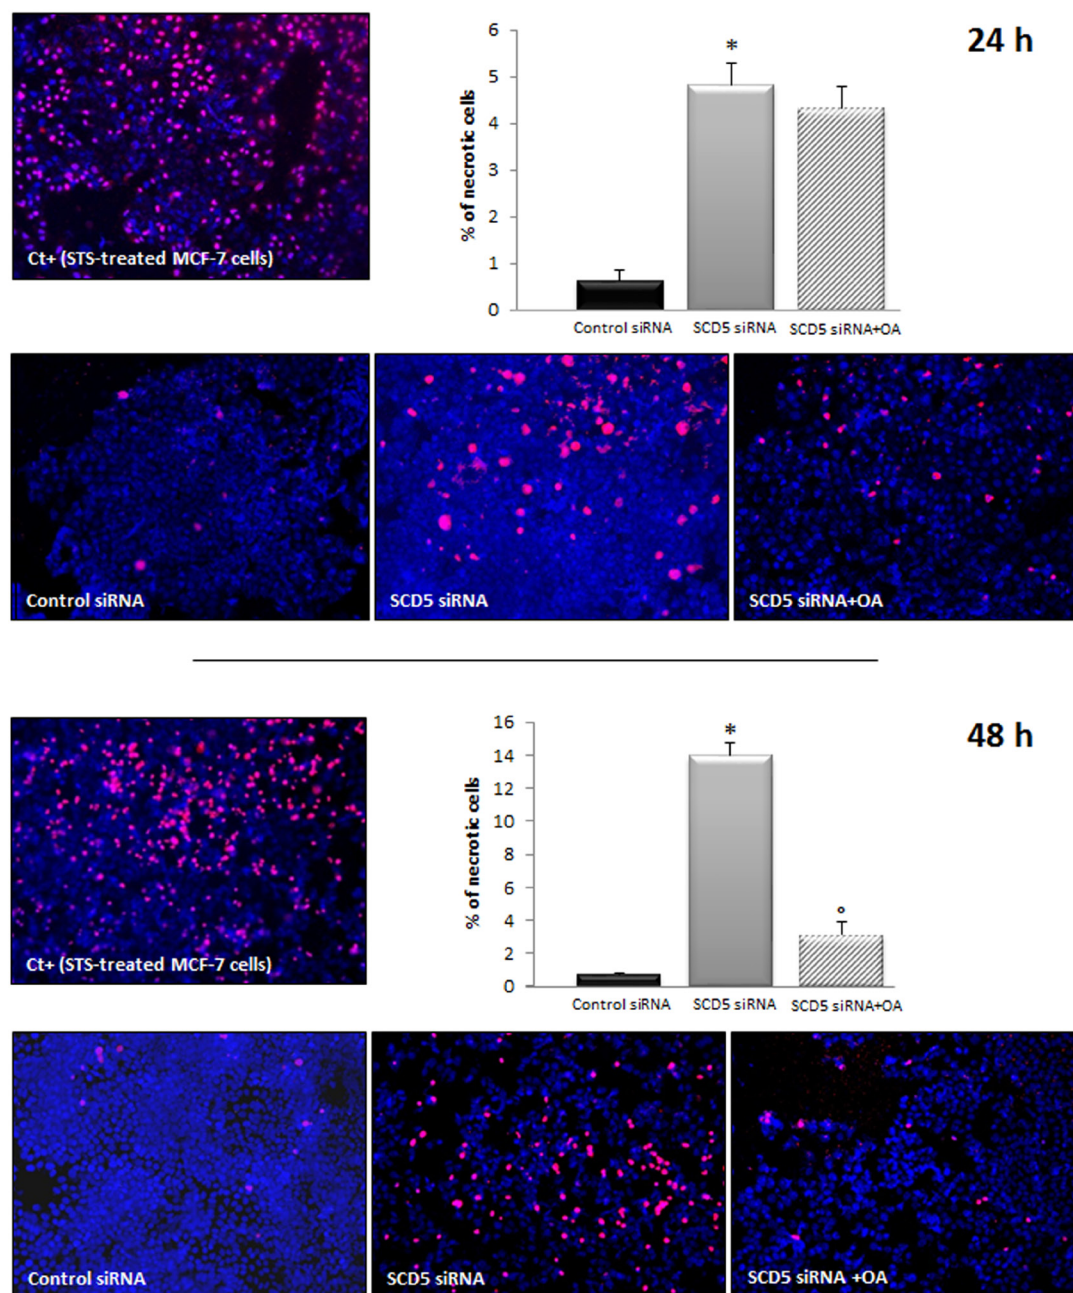 6
5
4
3
2
1
0
% of necrotic cells
*
24 h
Control siRNA SCD5 siRNA SCD5 siRNA+OA
Ct+ (STS-treated MCF-7 cells)
Control siRNA
SCD5 siRNA
SCD5 siRNA+OA
16
14
12
10
8
6
4
2
0
% of necrotic cells
*
°
48 h
Control siRNA SCD5 siRNA SCD5 siRNA+OA
Ct+ (STS-treated MCF-7 cells)
Control siRNA
SCD5 siRNA
SCD5 siRNA +OA